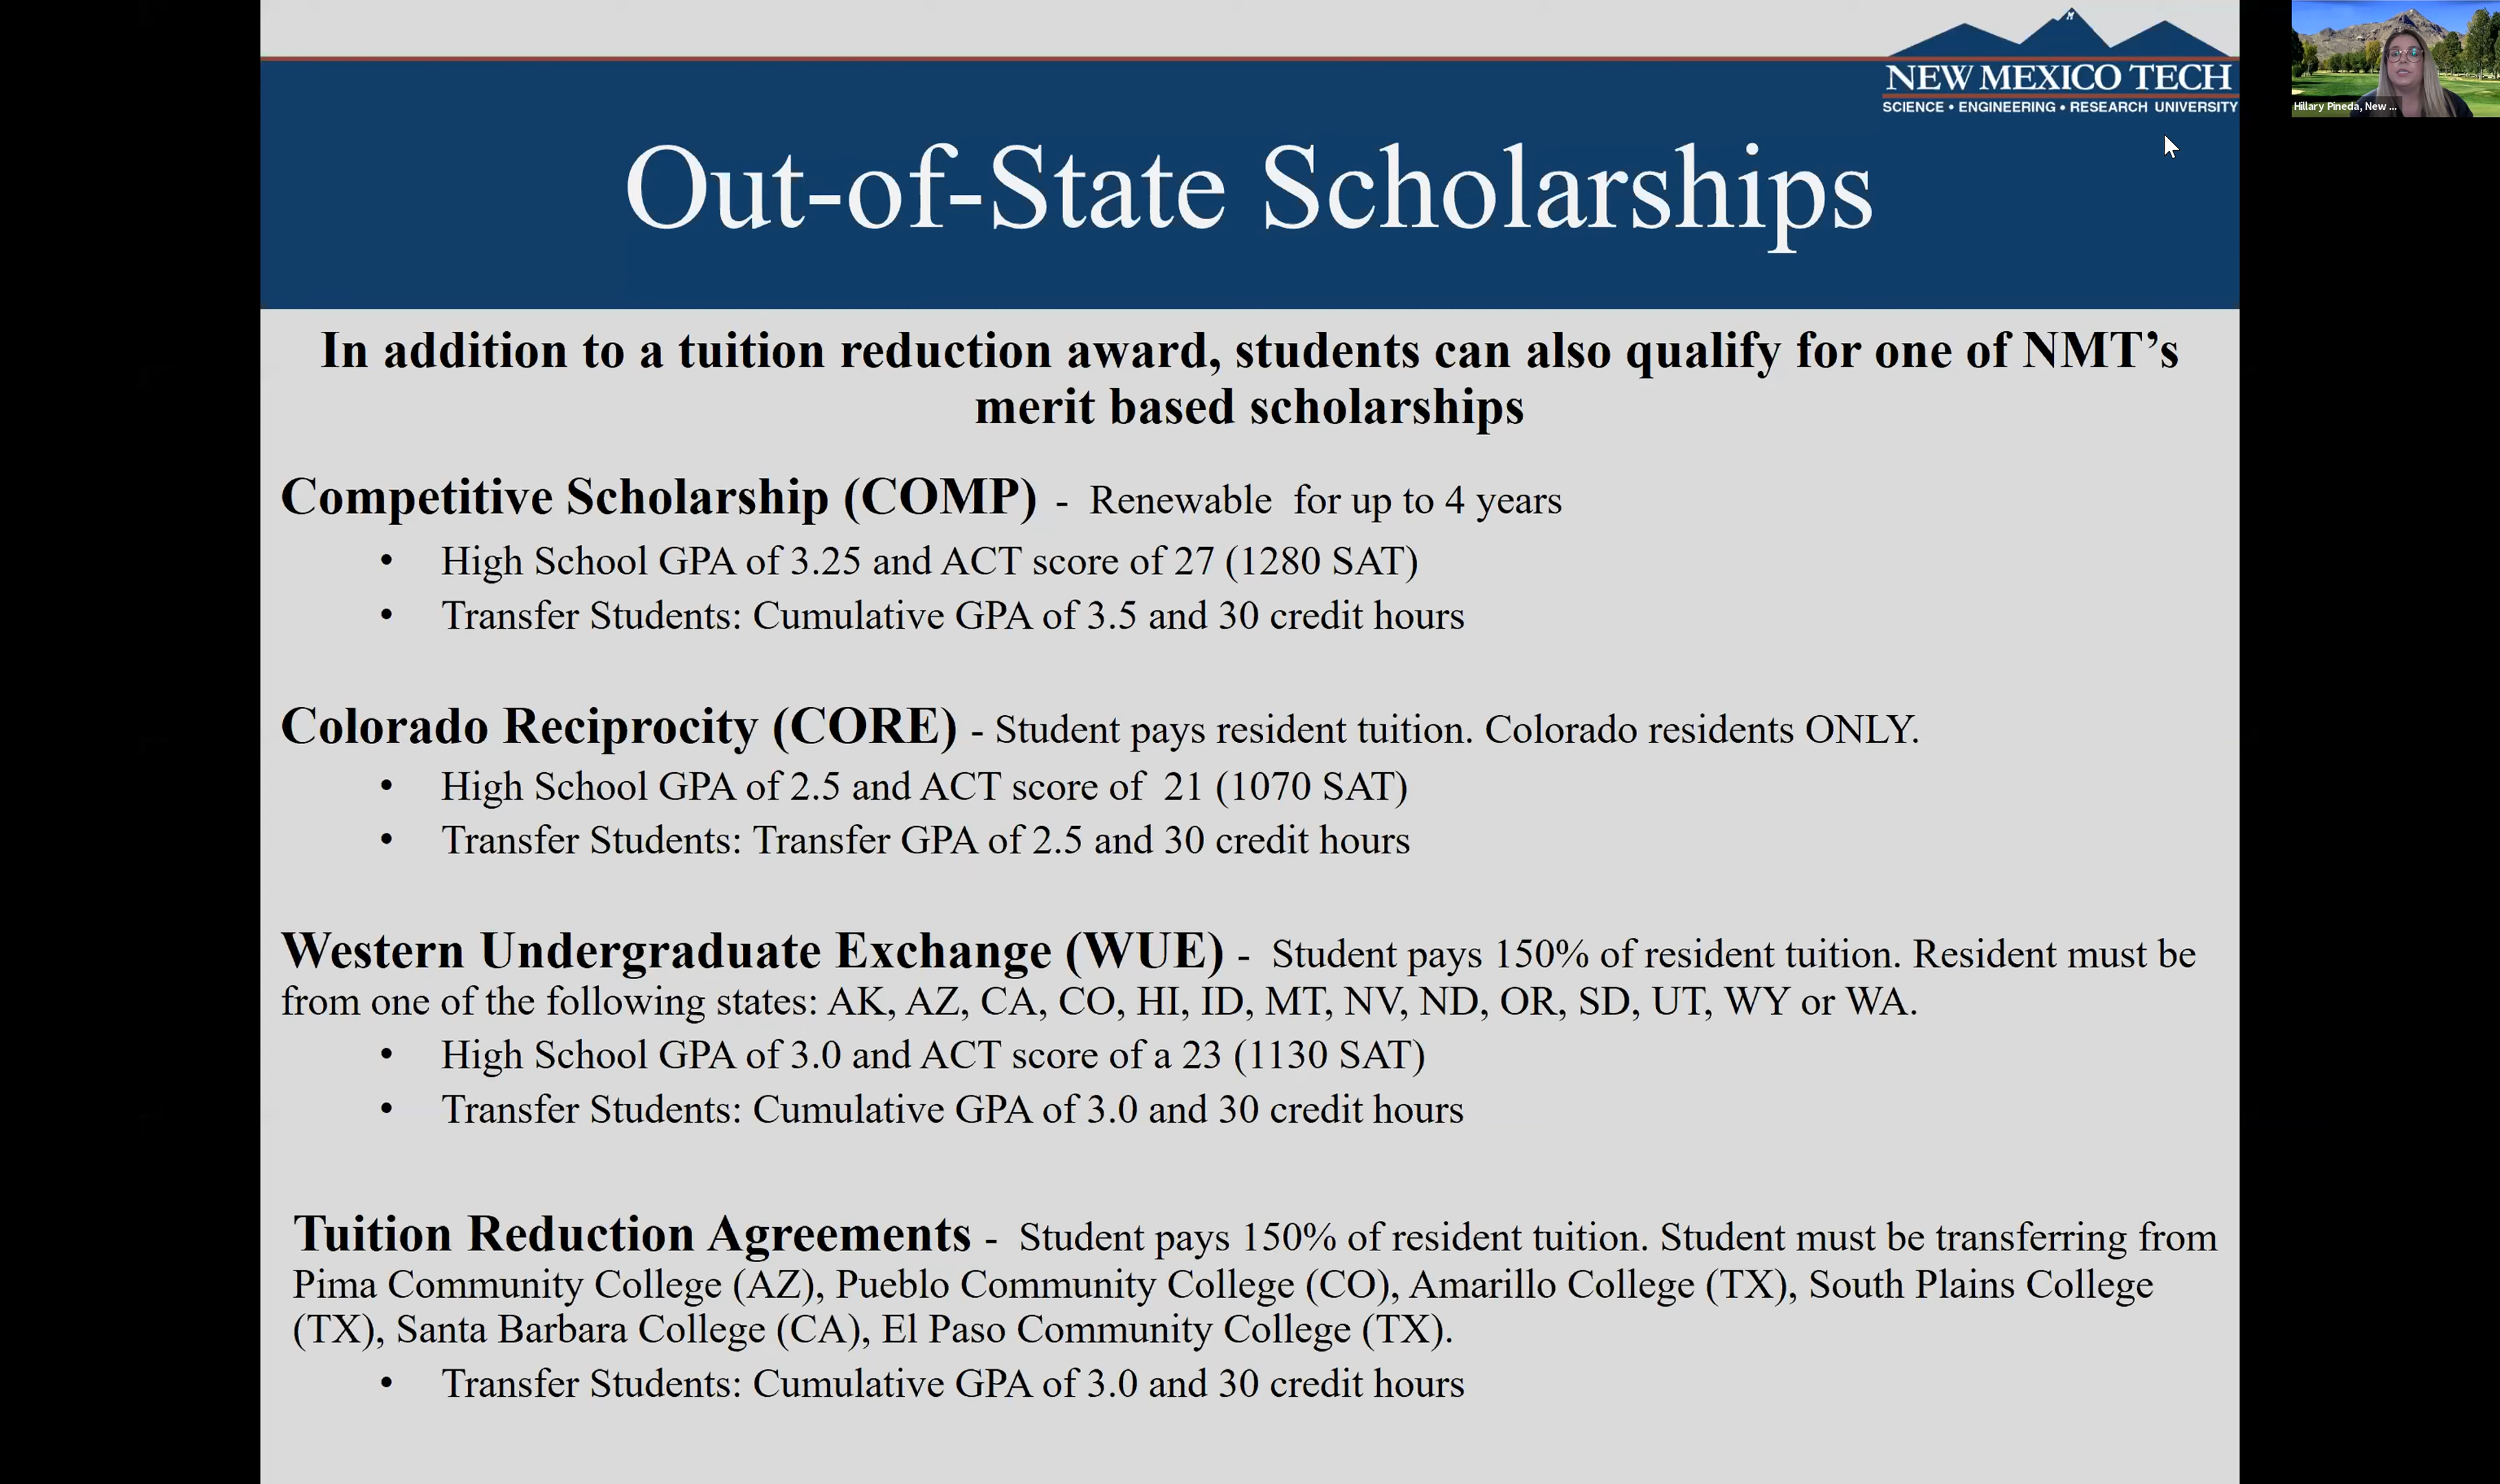 NEW MEXICO TECH
SCIENCE • ENGINEERING • RESEARCH UNIVERSITY
Hillary Pineda, New ...
Out-of-State Scholarships
In addition to a tuition reduction award, students can also qualify for one of NMT’s
merit based scholarships
Competitive Scholarship (COMP) - Renewable for up to 4 years
• High School GPA of 3.25 and ACT score of 27 (1280 SAT)
• Transfer Students: Cumulative GPA of 3.5 and 30 credit hours
Colorado Reciprocity (CORE) - Student pays resident tuition. Colorado residents ONLY.
• High School GPA of 2.5 and ACT score of 21 (1070 SAT)
• Transfer Students: Transfer GPA of 2.5 and 30 credit hours
Western Undergraduate Exchange (WUE) - Student pays 150% of resident tuition. Resident must be
from one of the following states: AK, AZ, CA, CO, HI, ID, MT, NV, ND, OR, SD, UT, WY or WA.
• High School GPA of 3.0 and ACT score of a 23 (1130 SAT)
• Transfer Students: Cumulative GPA of 3.0 and 30 credit hours
Tuition Reduction Agreements - Student pays 150% of resident tuition. Student must be transferring from
Pima Community College (AZ), Pueblo Community College (CO), Amarillo College (TX), South Plains College
(TX), Santa Barbara College (CA), El Paso Community College (TX).
• Transfer Students: Cumulative GPA of 3.0 and 30 credit hours